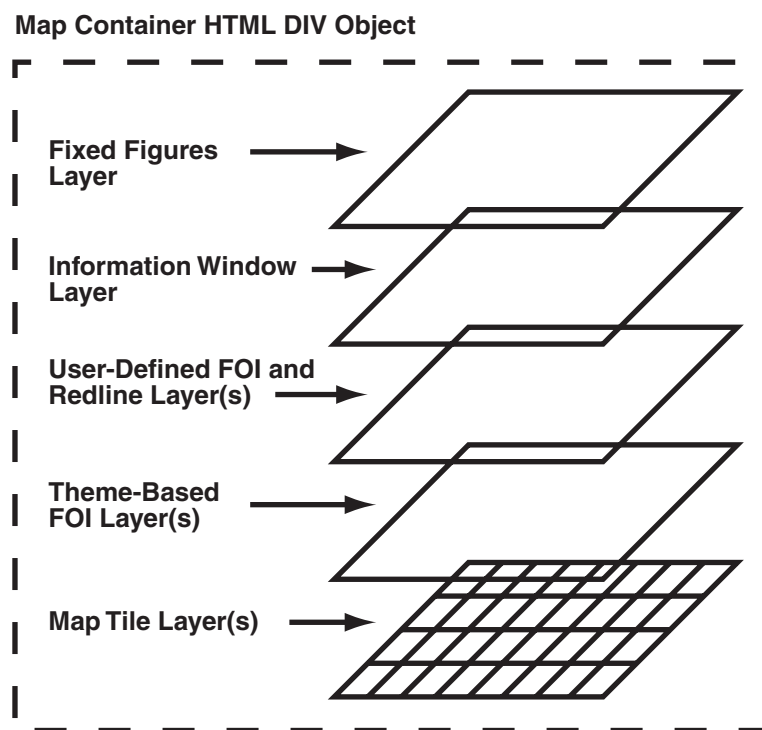 Map Container HTML DIV Object
Fixed Figures
Layer
Information Window
Layer
User-Defined FOI and
Redline Layer(s)
Theme-Based
FOI Layer(s)
Map Tile Layer(s)